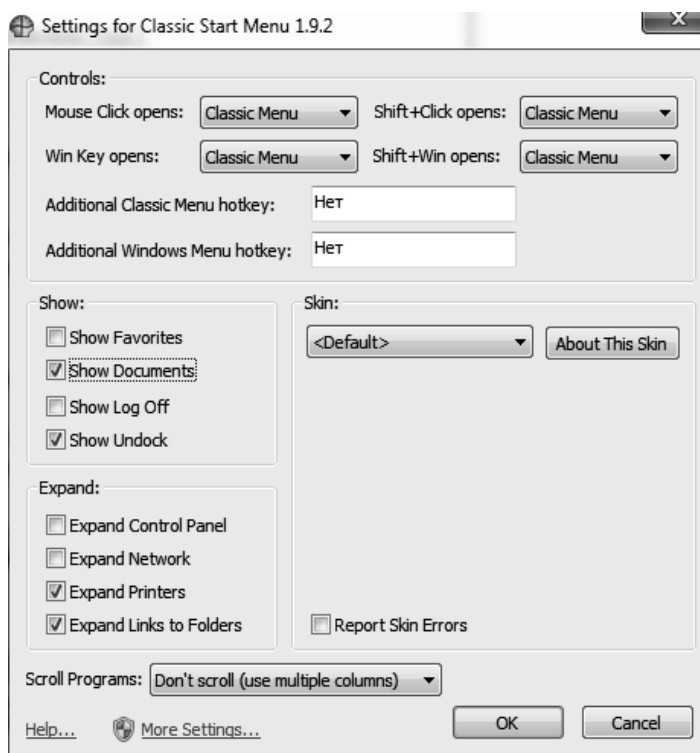 Settings for Classic Start Menu 1.9.2
Controls:
Mouse Click opens: Classic Menu Shift+Click opens: Classic Menu
Win Key opens: Classic Menu Shift+Win opens: Classic Menu
Additional Classic Menu hotkey: Нет
Additional Windows Menu hotkey: Нет
Show:
Show Favorites
Show Documents
Show Log Off
Show Undock
Skin:
<Default> About This Skin
Expand:
Expand Control Panel
Expand Network
Expand Printers
Expand Links to Folders
Report Skin Errors
Scroll Programs: Don't scroll (use multiple columns)
Help... More Settings... OK Cancel